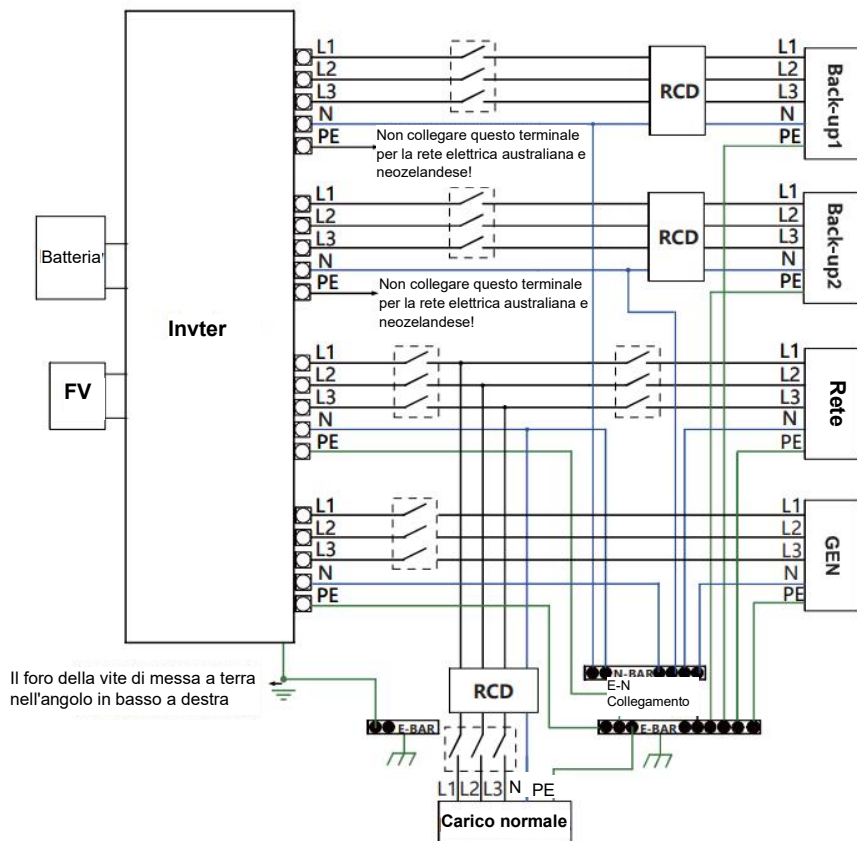 L1
L2
L3
N
PE
Non collegare questo terminale
per la rete elettrica australiana e
neozelandese!
RCD
L1
L2
L3
N
PE
Back-up1
L1
L2
L3
N
PE
Non collegare questo terminale
per la rete elettrica australiana e
neozelandese!
RCD
L1
L2
L3
N
PE
Back-up2
Batteria
Invter
FV
L1
L2
L3
N
PE
L1
L2
L3
N
PE
Rete
L1
L2
L3
N
PE
L1
L2
L3
N
PE
GEN
Il foro della vite di messa a terra
nell'angolo in basso a destra
E-BAR
RCD
N-BAR
E-N
Collegamento
E-BAR
L1 L2 L3 N PE
Carico normale